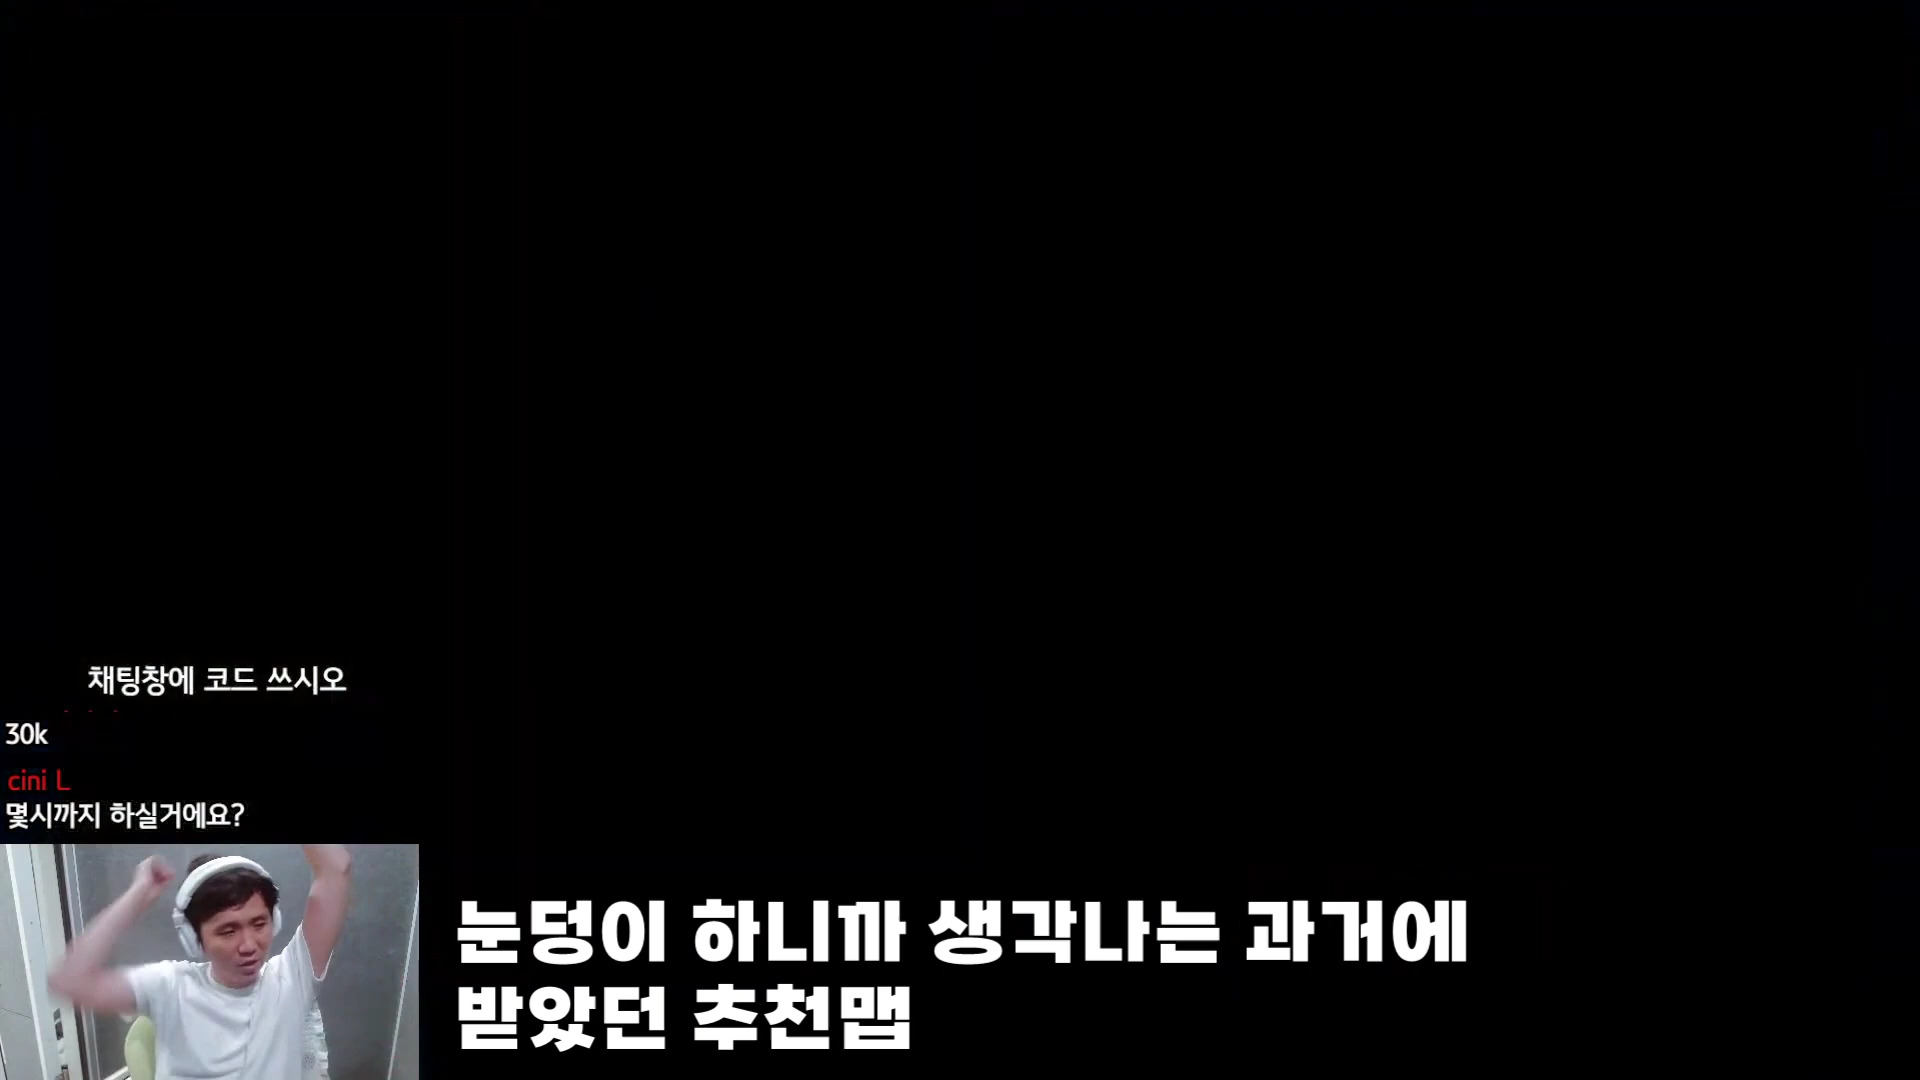 채팅창에 코드 쓰시오
30k
cini L
몇시까지 하실거에요?
눈덩이 하니까 생각나는 과거에
받았던 추천맵